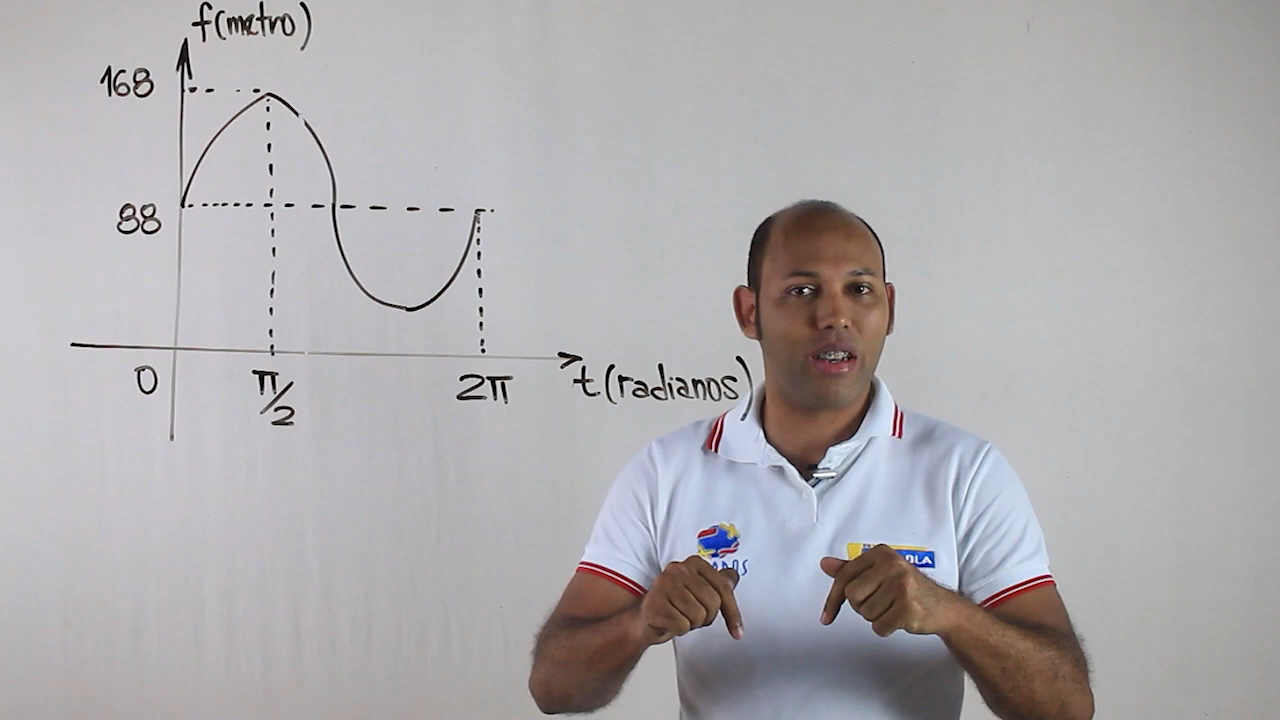 f(metro)
168
88
0
π/2
2π
t(radianos)